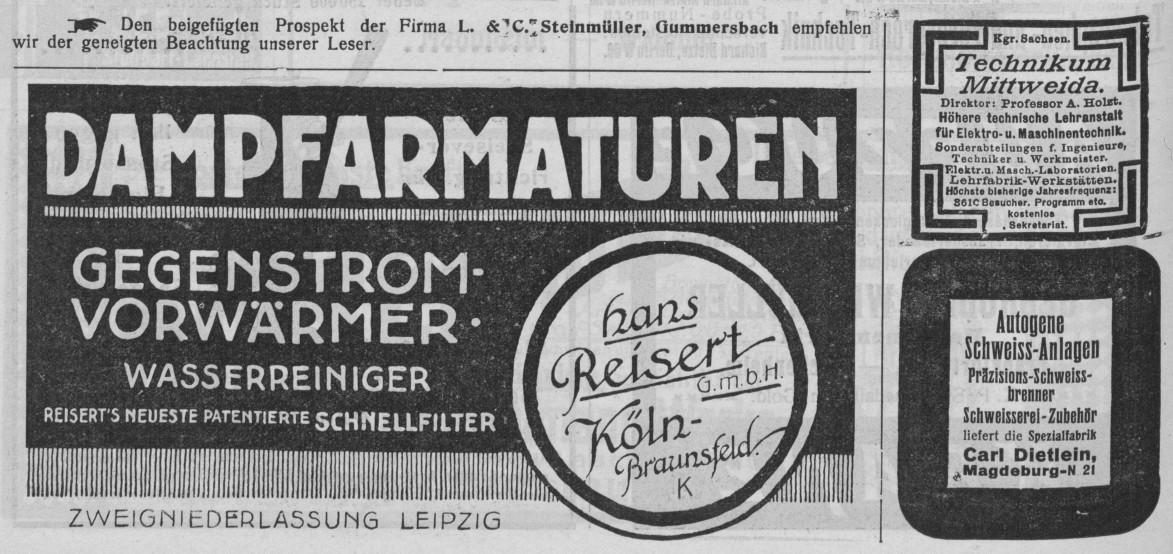 Den beigefügten Prospekt der Firma L. & C. Steinmüller, Gummersbach empfehlen
wir der geneigten Beachtung unserer Leser.
DAMPFARMATUREN
GEGENSTROM-
VORWÄRMER ·
WASSERREINIGER
REISERT'S NEUESTE PATENTIERTE SCHNELLFILTER
Hans
Reisert
G.m.b.H.
Köln-
Braunsfeld.
K
ZWEIGNIEDERLASSUNG LEIPZIG
Kgr. Sachsen.
Technikum
Mittweida.
Direktor: Professor A. Holzt.
Höhere technische Lehranstalt
für Elektro- u. Maschinentechnik.
Sonderabteilungen f. Ingenieure,
Techniker u. Werkmeister.
Elektr. u. Masch.-Laboratorien.
Lehrfabrik-Werkstätten.
Höchste bisherige Jahresfrequenz:
Besucher. Programm etc.
kostenlos
Sekretariat.
Autogene
Schweiss-Anlagen
Präzisions-Schweiss-
brenner
Schweisserei-Zubehör
liefert die Spezialfabrik
Carl Dietlein,
Magdeburg-N 21